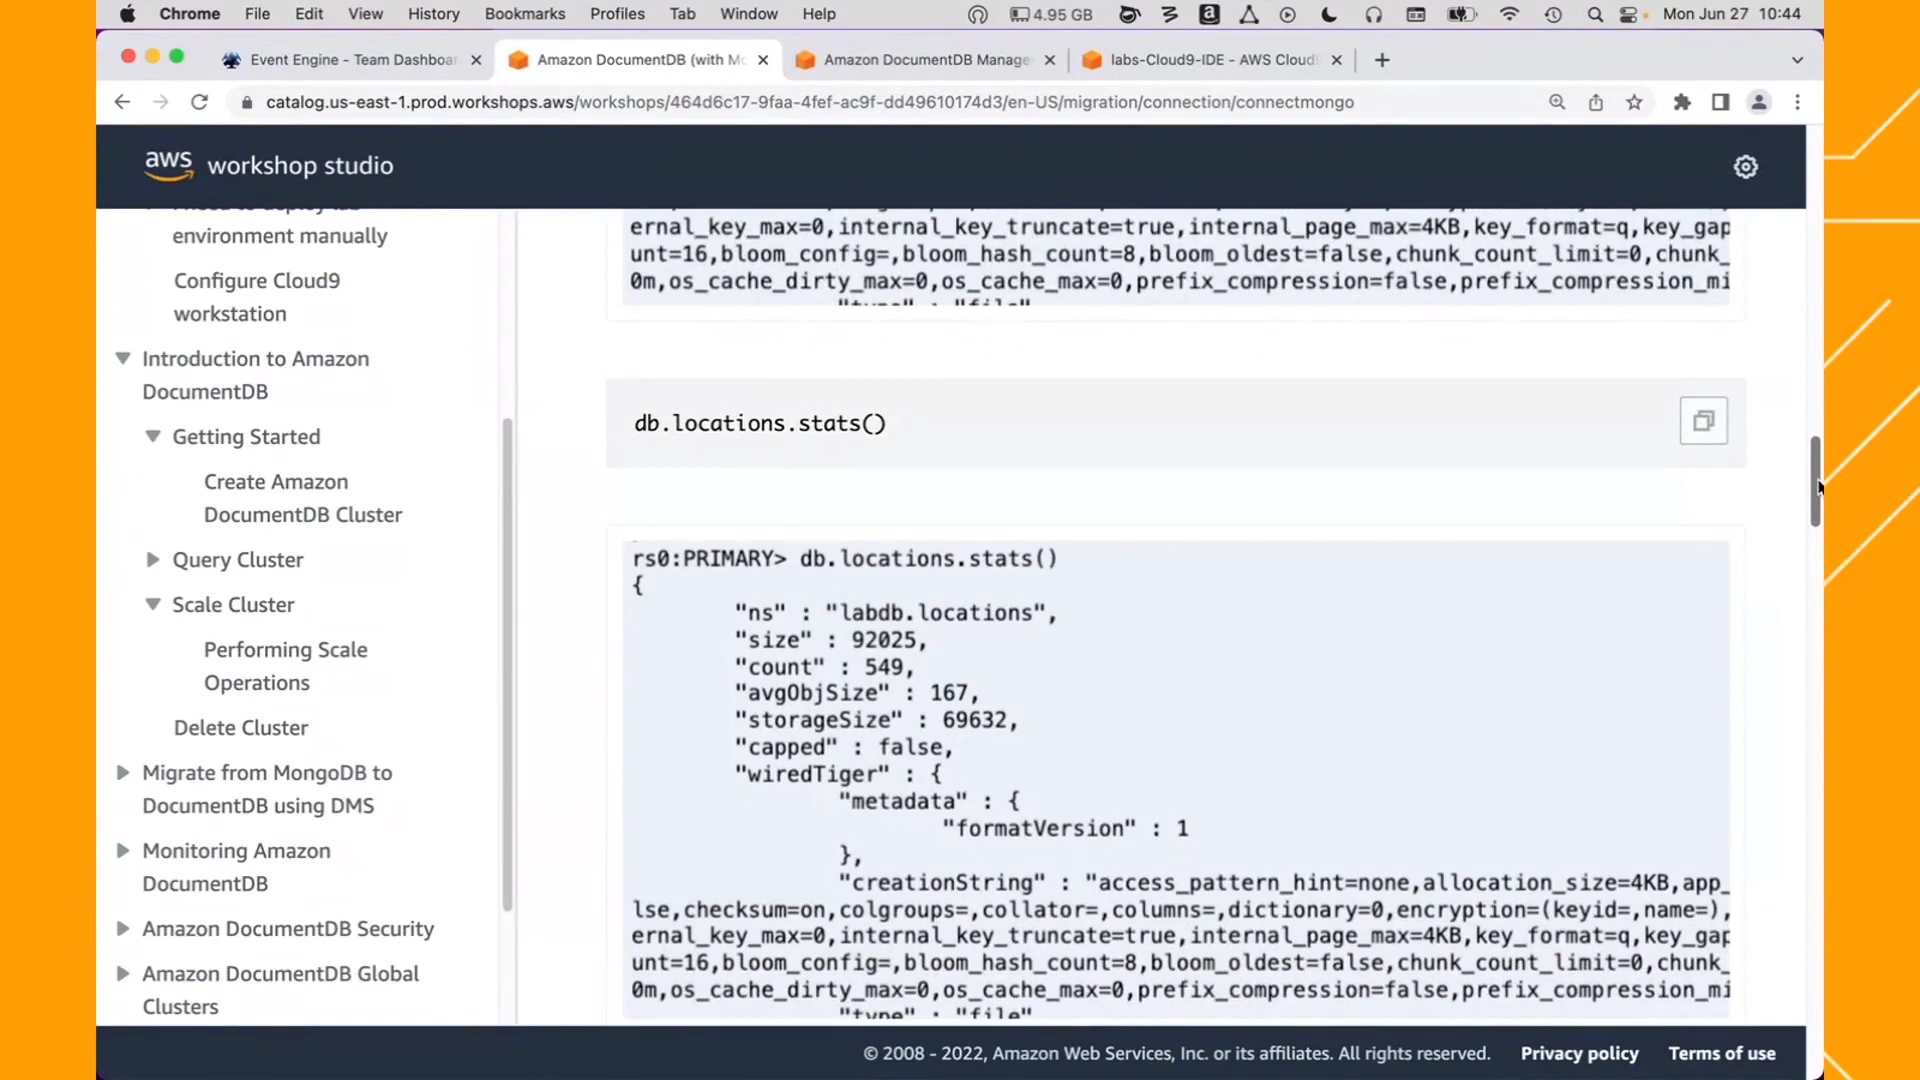 Chrome File Edit View History Bookmarks Profiles Tab Window Help 4.95 GB Mon Jun 27 10:44
Event Engine - Team Dashboar Amazon DocumentDB (with Mo Amazon DocumentDB Manage labs-Cloud9-IDE - AWS Cloud9
catalog.us-east-1.prod.workshops.aws/workshops/464d6c17-9faa-4fef-ac9f-dd49610174d3/en-US/migration/connection/connectmongo
aws workshop studio
environment manually
Configure Cloud9
workstation
Introduction to Amazon
DocumentDB
Getting Started
Create Amazon
DocumentDB Cluster
Query Cluster
Scale Cluster
Performing Scale
Operations
Delete Cluster
Migrate from MongoDB to
DocumentDB using DMS
Monitoring Amazon
DocumentDB
Amazon DocumentDB Security
Amazon DocumentDB Global
Clusters
ernal_key_max=0,internal_key_truncate=true,internal_page_max=4KB,key_format=q,key_gap
unt=16,bloom_config=,bloom_hash_count=8,bloom_oldest=false,chunk_count_limit=0,chunk_
0m,os_cache_dirty_max=0,os_cache_max=0,prefix_compression=false,prefix_compression_mi
"type" : "file"
db.locations.stats()
rs0:PRIMARY> db.locations.stats()
{
"ns" : "labdb.locations",
"size" : 92025,
"count" : 549,
"avgObjSize" : 167,
"storageSize" : 69632,
"capped" : false,
"wiredTiger" : {
"metadata" : {
"formatVersion" : 1
},
"creationString" : "access_pattern_hint=none,allocation_size=4KB,app_
lse,checksum=on,colgroups=,collator=,columns=,dictionary=0,encryption=(keyid=,name=),
ernal_key_max=0,internal_key_truncate=true,internal_page_max=4KB,key_format=q,key_gap
unt=16,bloom_config=,bloom_hash_count=8,bloom_oldest=false,chunk_count_limit=0,chunk_
0m,os_cache_dirty_max=0,os_cache_max=0,prefix_compression=false,prefix_compression_mi
"type" : "file"
© 2008 - 2022, Amazon Web Services, Inc. or its affiliates. All rights reserved. Privacy policy Terms of use